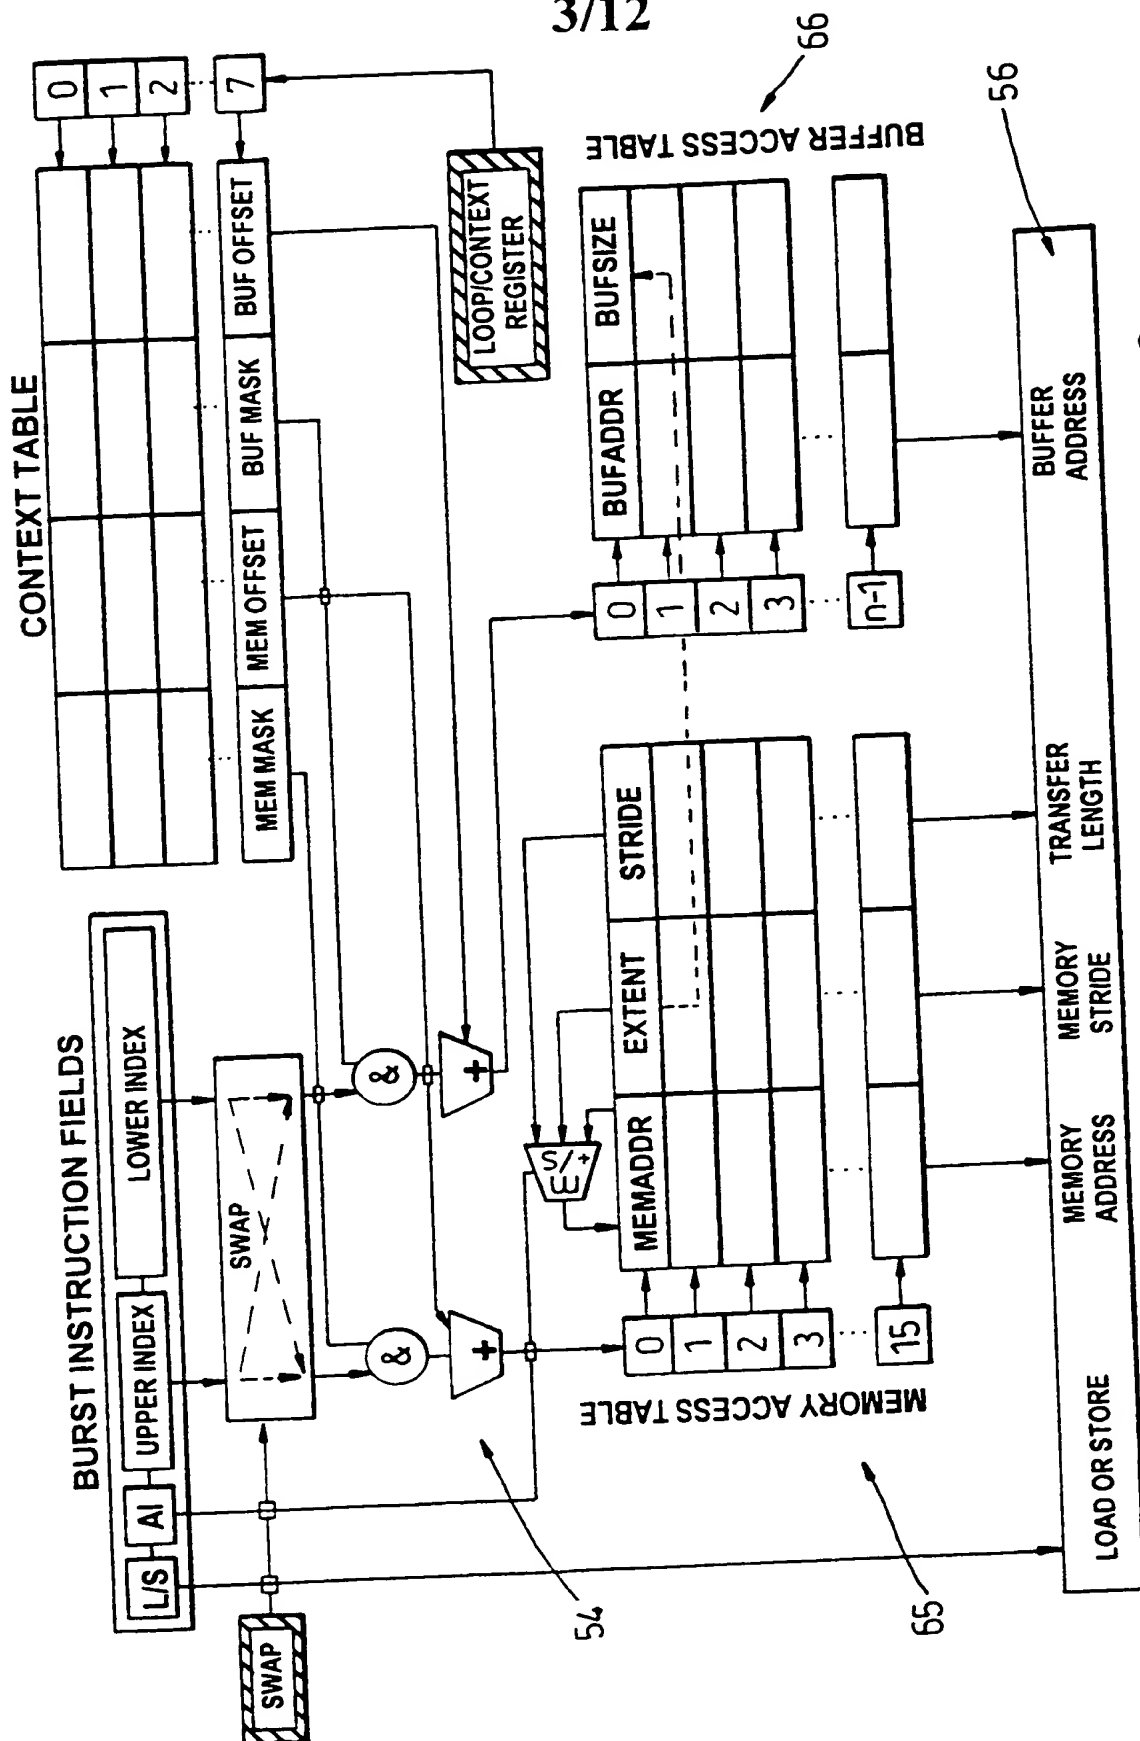 3/12
BURST INSTRUCTION FIELDS
L/S
AI
UPPER INDEX
LOWER INDEX
SWAP
SWAP
CONTEXT TABLE
0
1
2
7
MEM MASK
MEM OFFSET
BUF MASK
BUF OFFSET
LOOP/CONTEXT
REGISTER
&
&
+
+
54
E S/+
MEMORY ACCESS TABLE
65
MEMADDR
EXTENT
STRIDE
0
1
2
3
15
BUFFER ACCESS TABLE
66
BUFADDR
BUFSIZE
0
1
2
3
n-1
LOAD OR STORE
MEMORY
ADDRESS
MEMORY
STRIDE
TRANSFER
LENGTH
BUFFER
ADDRESS
56